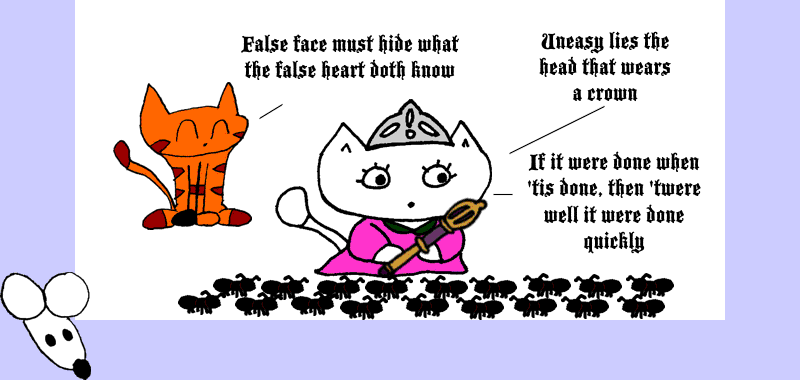 False face must hide what
the false heart doth know
Uneasy lies the
head that wears
a crown
If it were done when
'tis done, then 'twere
well it were done
quickly